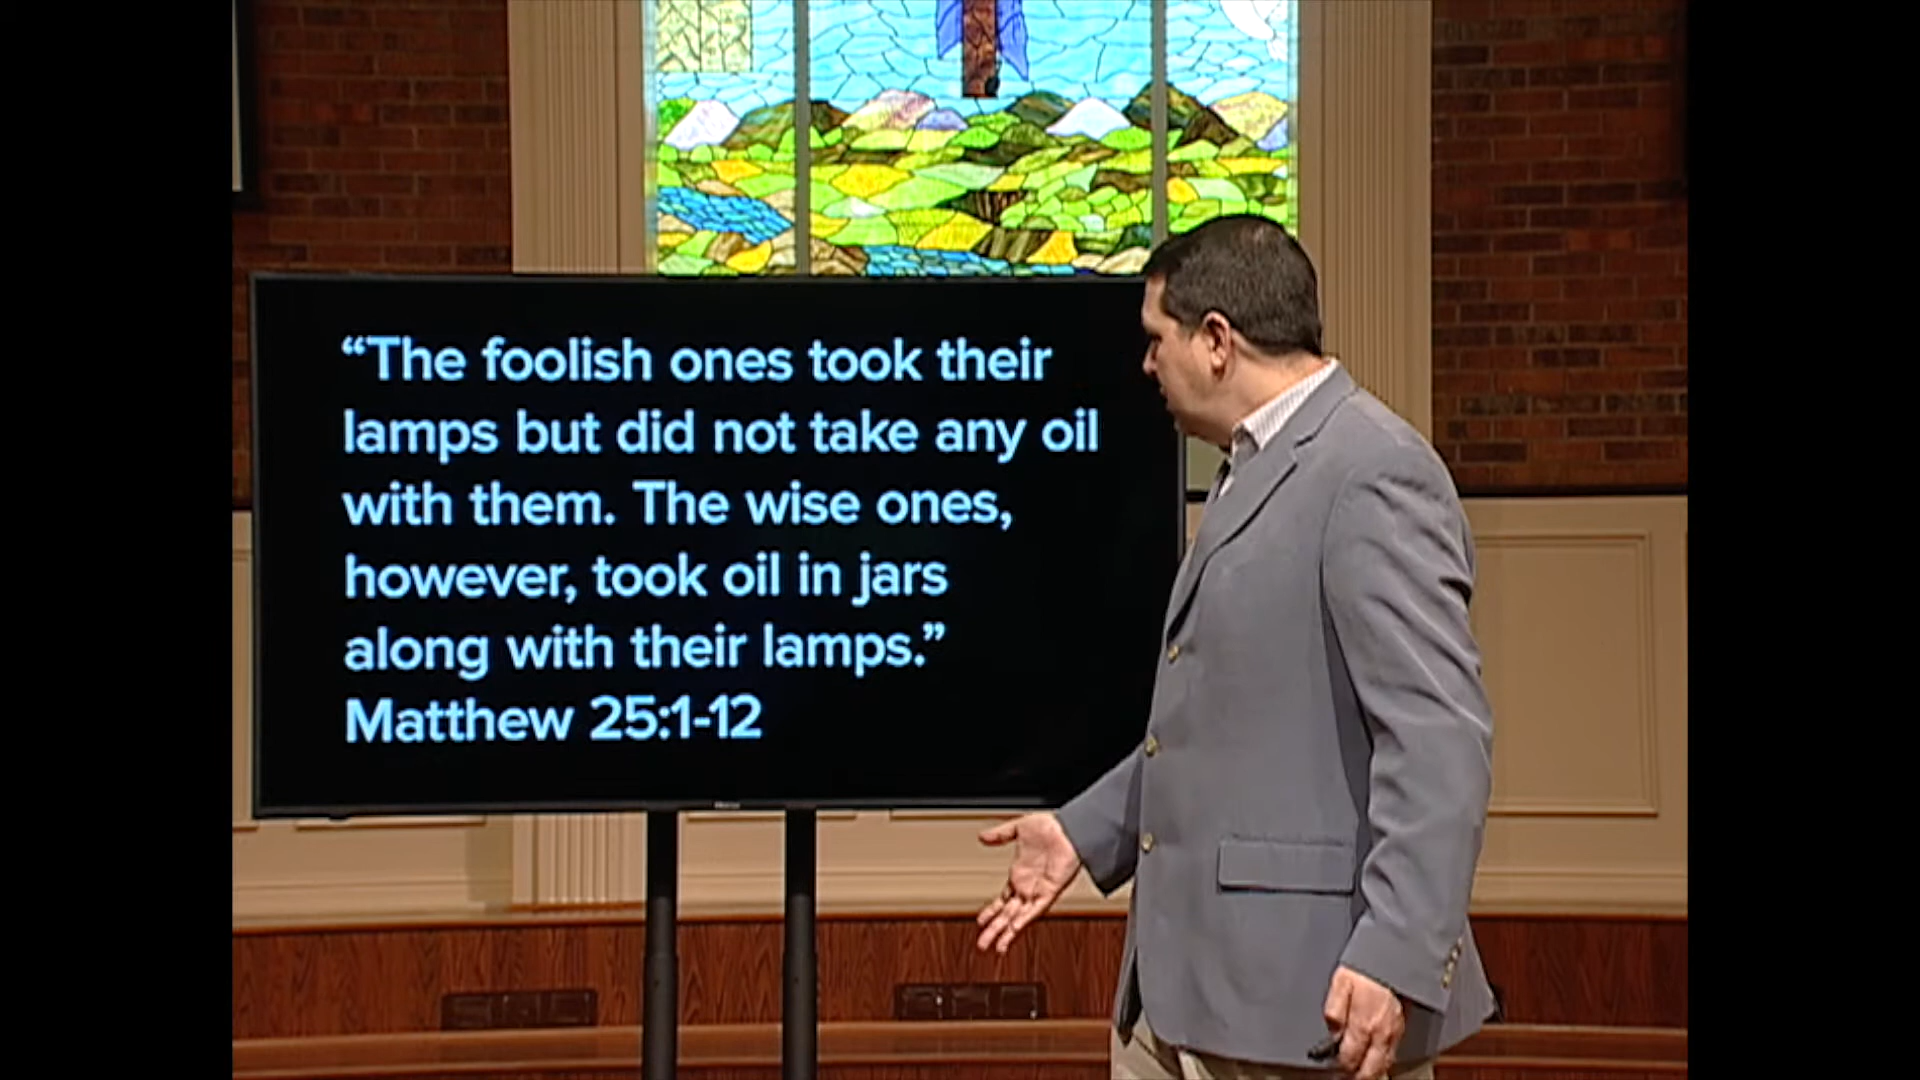 “The foolish ones took their
lamps but did not take any oil
with them. The wise ones,
however, took oil in jars
along with their lamps.”
Matthew 25:1-12